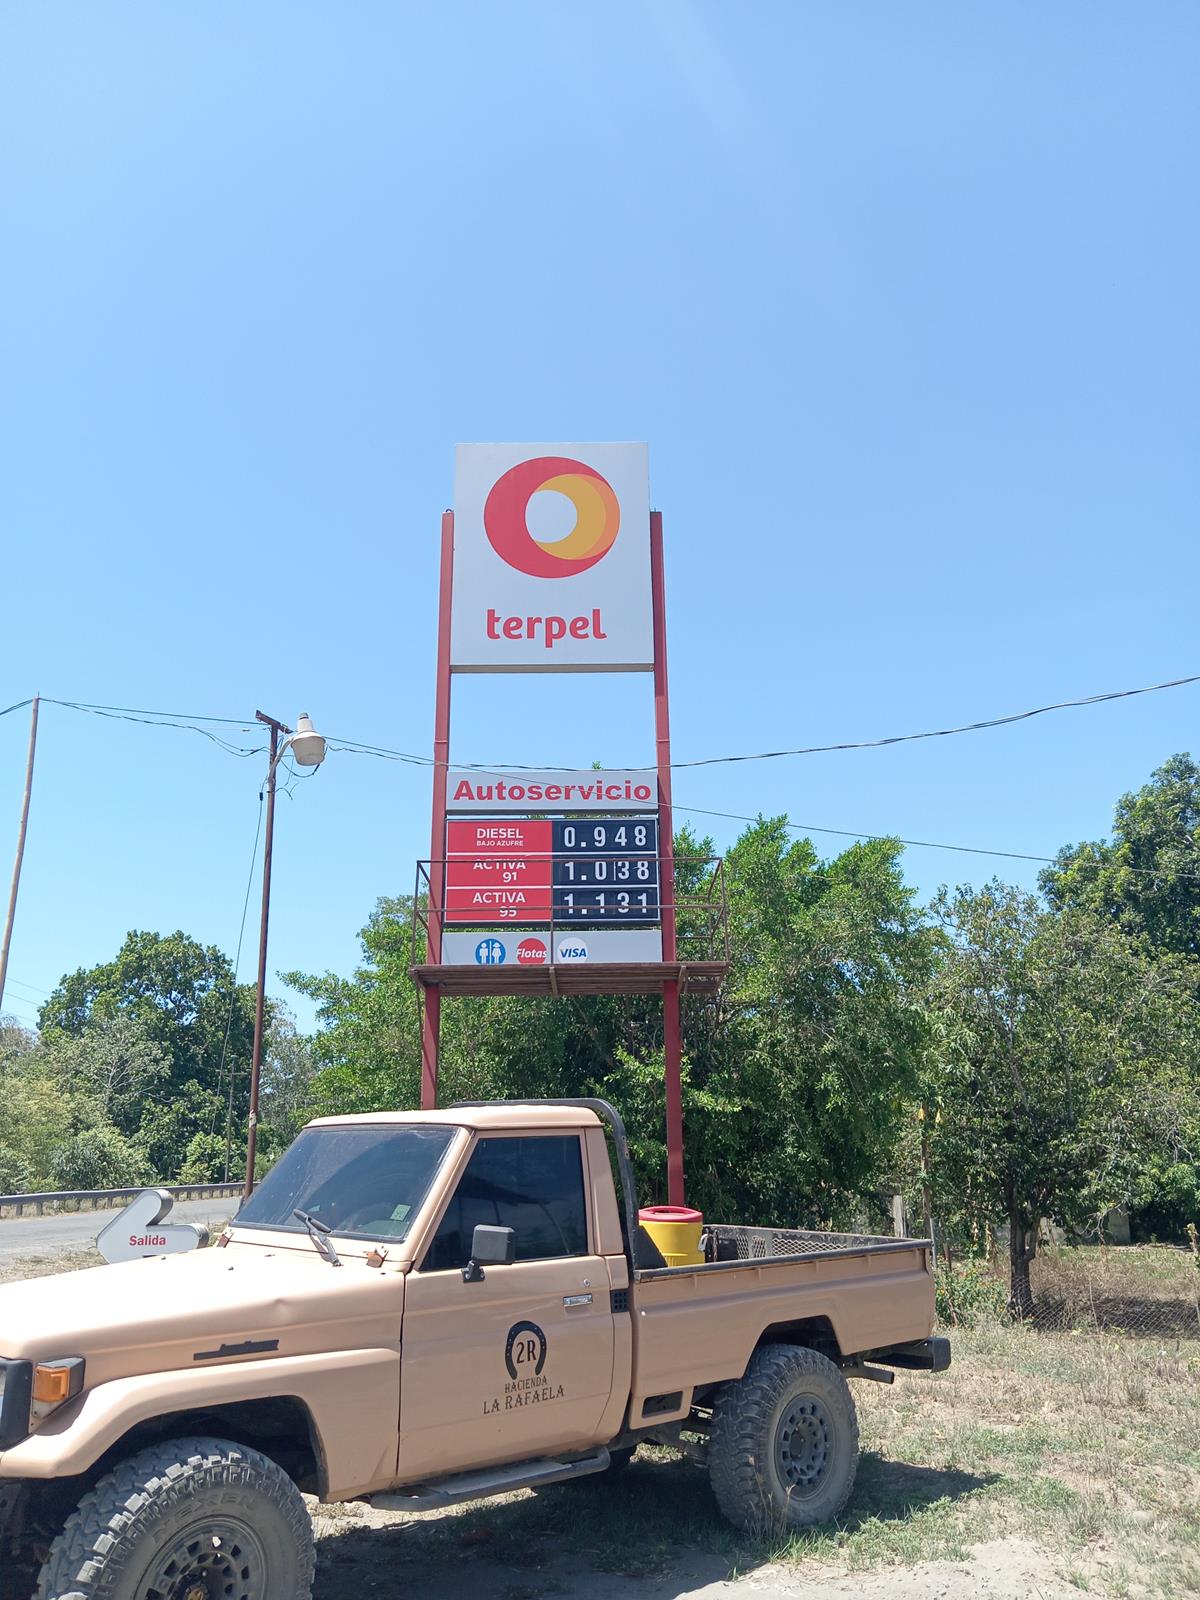 terpel
Autoservicio
DIESEL 0.948
BAJO AZUFRE
ACTIVA 1.038
91
ACTIVA 1.131
95
Flotas VISA
Salida
2R
HACIENDA
LA RAFAELA